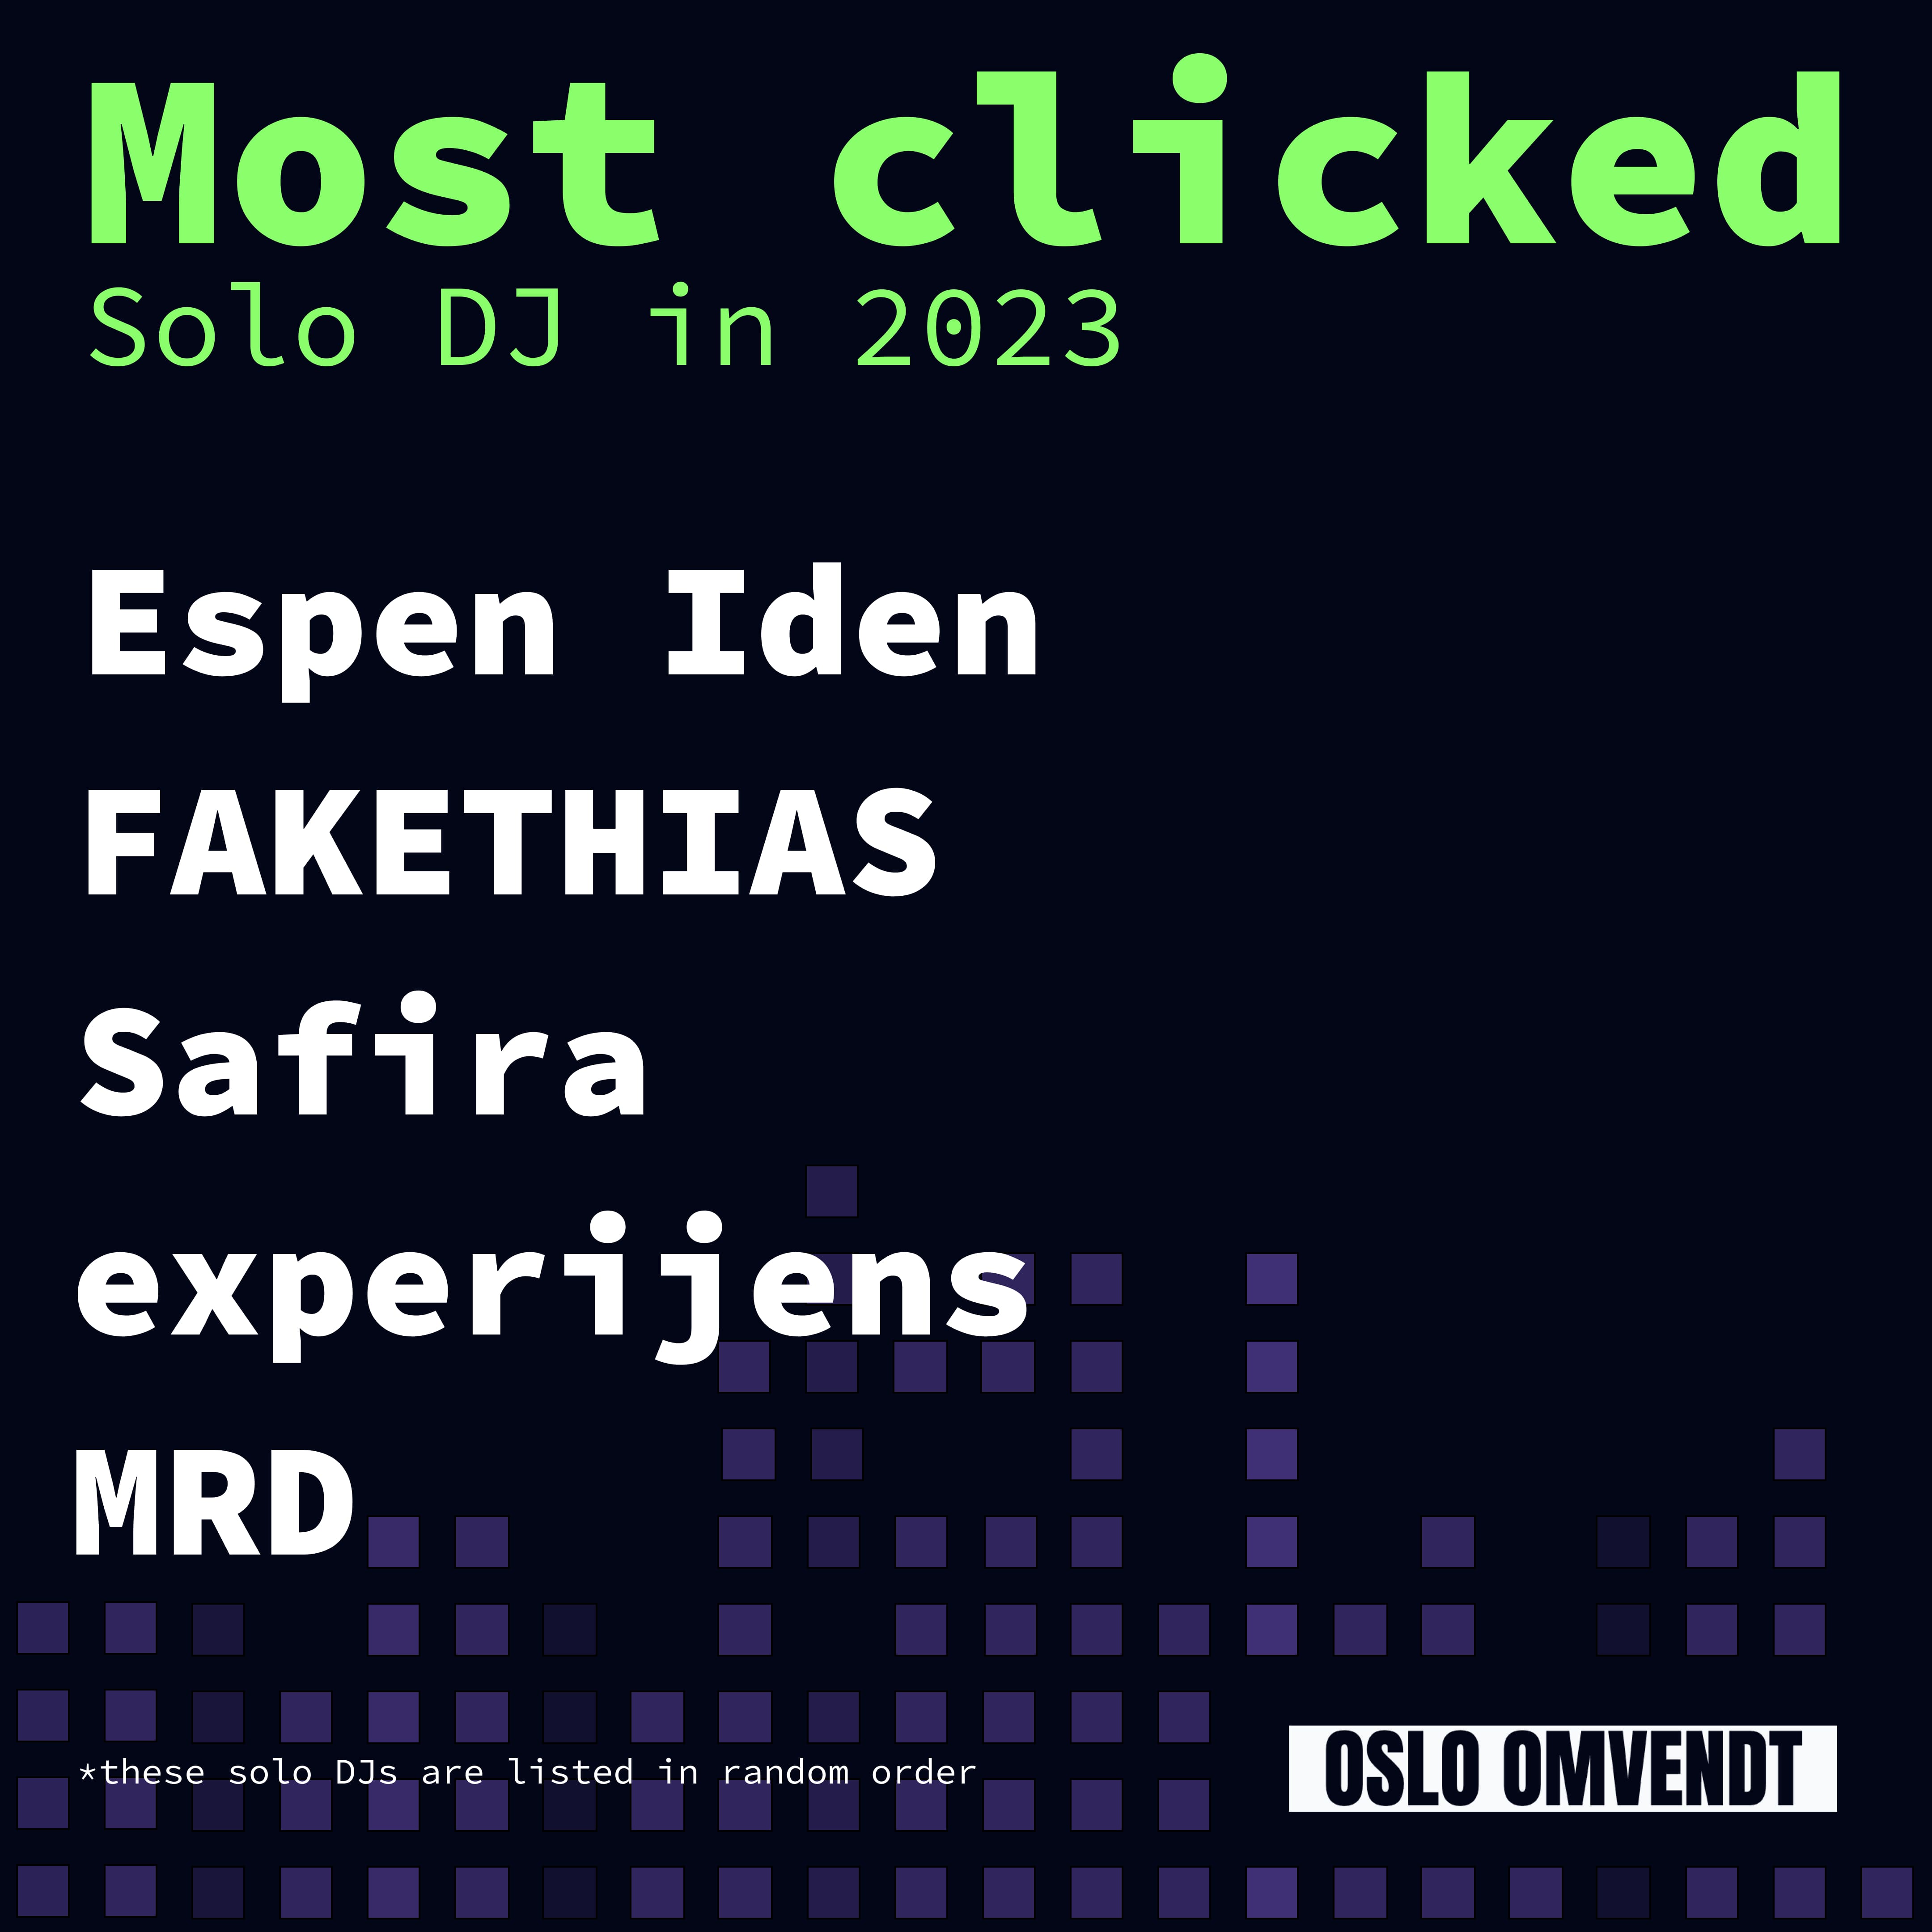 Most clicked
Solo DJ in 2023
Espen Iden
FAKETHIAS
Safira
experijens
MRD
*these solo DJs are listed in random order
OSLO OMVENDT